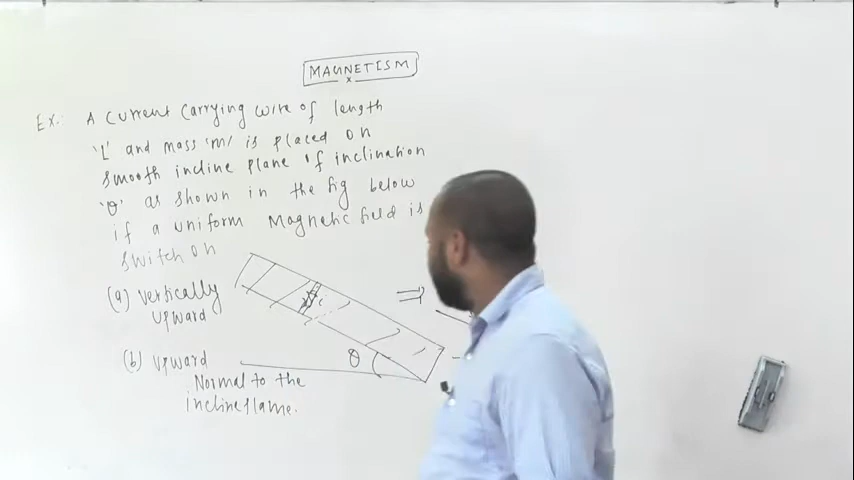 MAGNETISM
x
Ex:- A current carrying wire of length
'L' and mass 'm' is placed on
smooth incline plane of inclination
'θ' as shown in the fig below
if a uniform Magnetic field is
switch on
(a) vertically
upward
(b) upward
Normal to the
incline plane.
θ
⇒